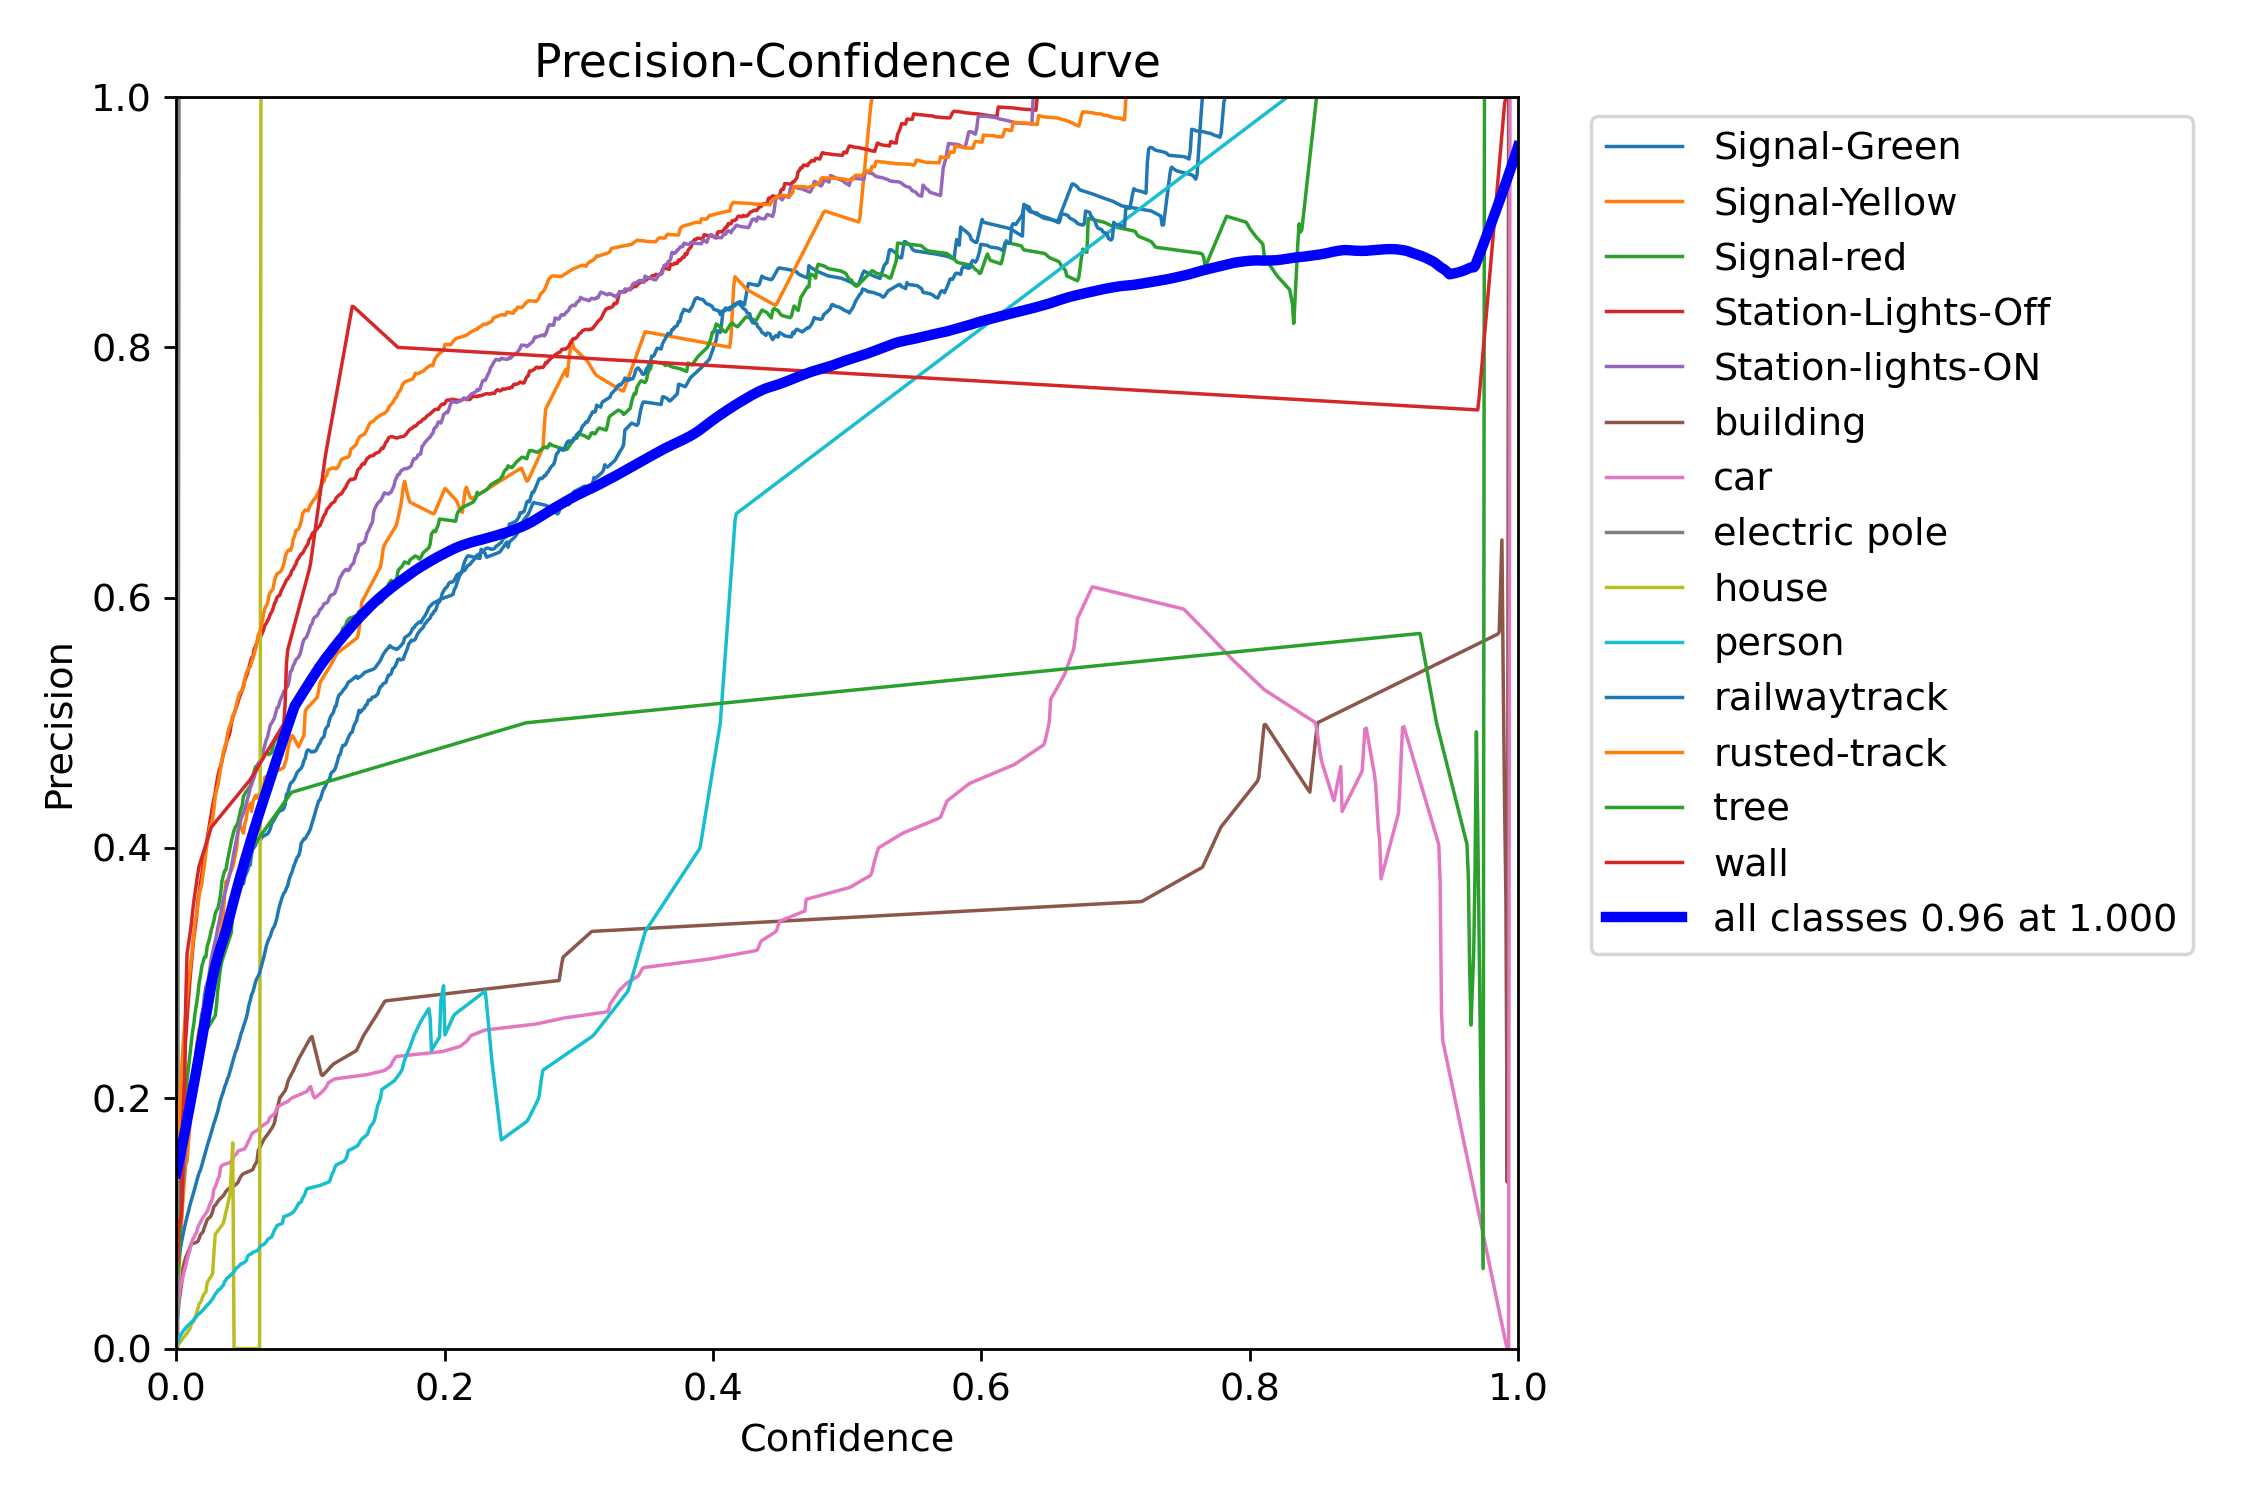 Precision-Confidence Curve
1.0
0.8
0.6
0.4
0.2
0.0
Precision
0.0 0.2 0.4 0.6 0.8 1.0
Confidence
Signal-Green
Signal-Yellow
Signal-red
Station-Lights-Off
Station-lights-ON
building
car
electric pole
house
person
railwaytrack
rusted-track
tree
wall
all classes 0.96 at 1.000